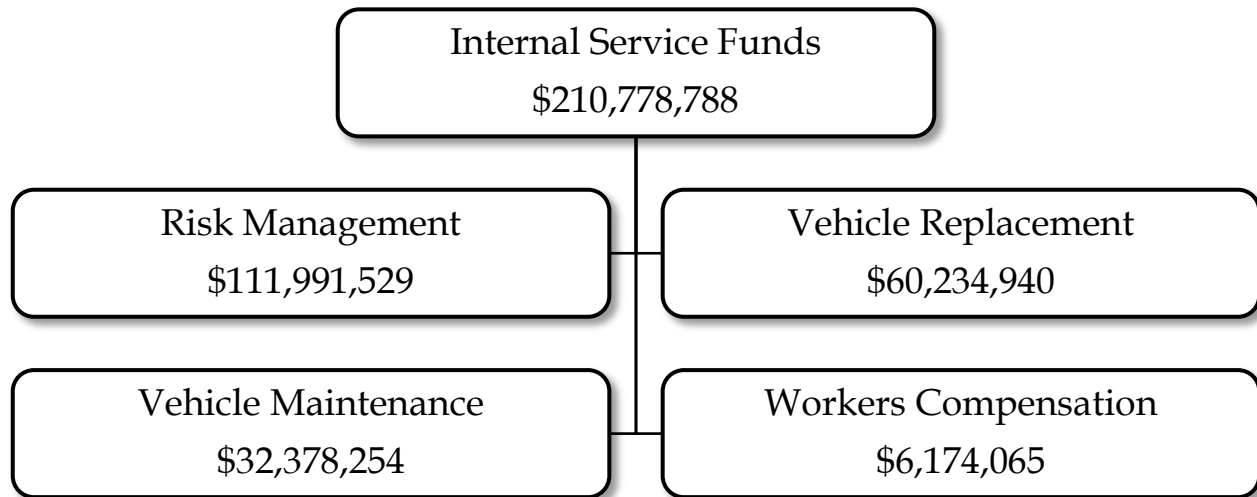 Internal Service Funds
$210,778,788
Risk Management
$111,991,529
Vehicle Replacement
$60,234,940
Vehicle Maintenance
$32,378,254
Workers Compensation
$6,174,065